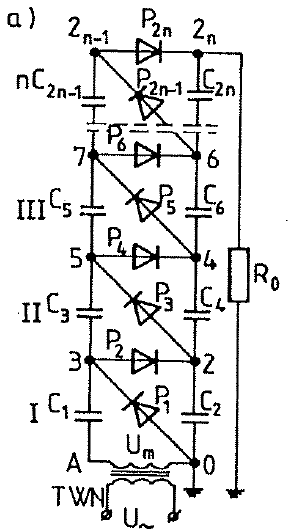 a)
P2n
2n-1
2n
nC2n-1
P2n-1
C2n
P6
7
6
III C5
P5
C6
P4
5
4
II C3
P3
C4
P2
3
2
I C1
P1
C2
Um
A
0
TWN
U~
R0